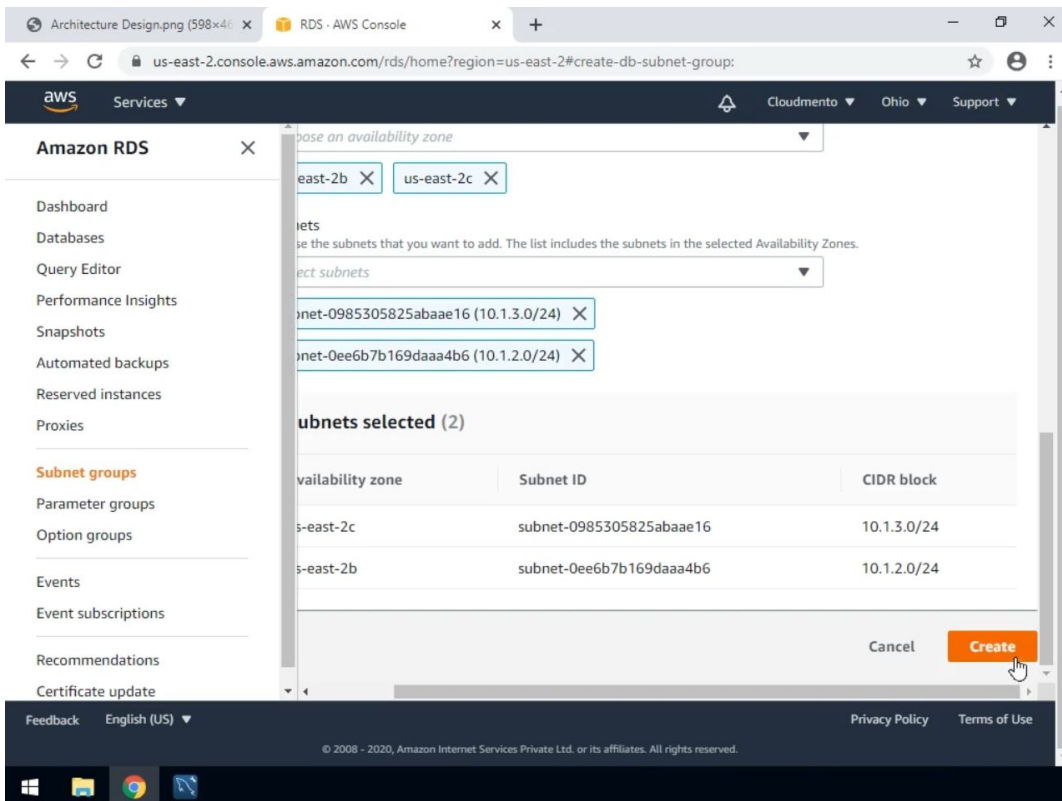 Architecture Design.png (598×46
RDS · AWS Console
us-east-2.console.aws.amazon.com/rds/home?region=us-east-2#create-db-subnet-group:
aws Services ▼ Cloudmento ▼ Ohio ▼ Support ▼
Amazon RDS
Dashboard
Databases
Query Editor
Performance Insights
Snapshots
Automated backups
Reserved instances
Proxies
Subnet groups
Parameter groups
Option groups
Events
Event subscriptions
Recommendations
Certificate update
oose an availability zone
east-2b us-east-2c
nets
se the subnets that you want to add. The list includes the subnets in the selected Availability Zones.
ect subnets
bnet-0985305825abaae16 (10.1.3.0/24)
bnet-0ee6b7b169daaa4b6 (10.1.2.0/24)
ubnets selected (2)
vailability zone Subnet ID CIDR block
s-east-2c subnet-0985305825abaae16 10.1.3.0/24
s-east-2b subnet-0ee6b7b169daaa4b6 10.1.2.0/24
Cancel Create
Feedback English (US) ▼ Privacy Policy Terms of Use
© 2008 - 2020, Amazon Internet Services Private Ltd. or its affiliates. All rights reserved.